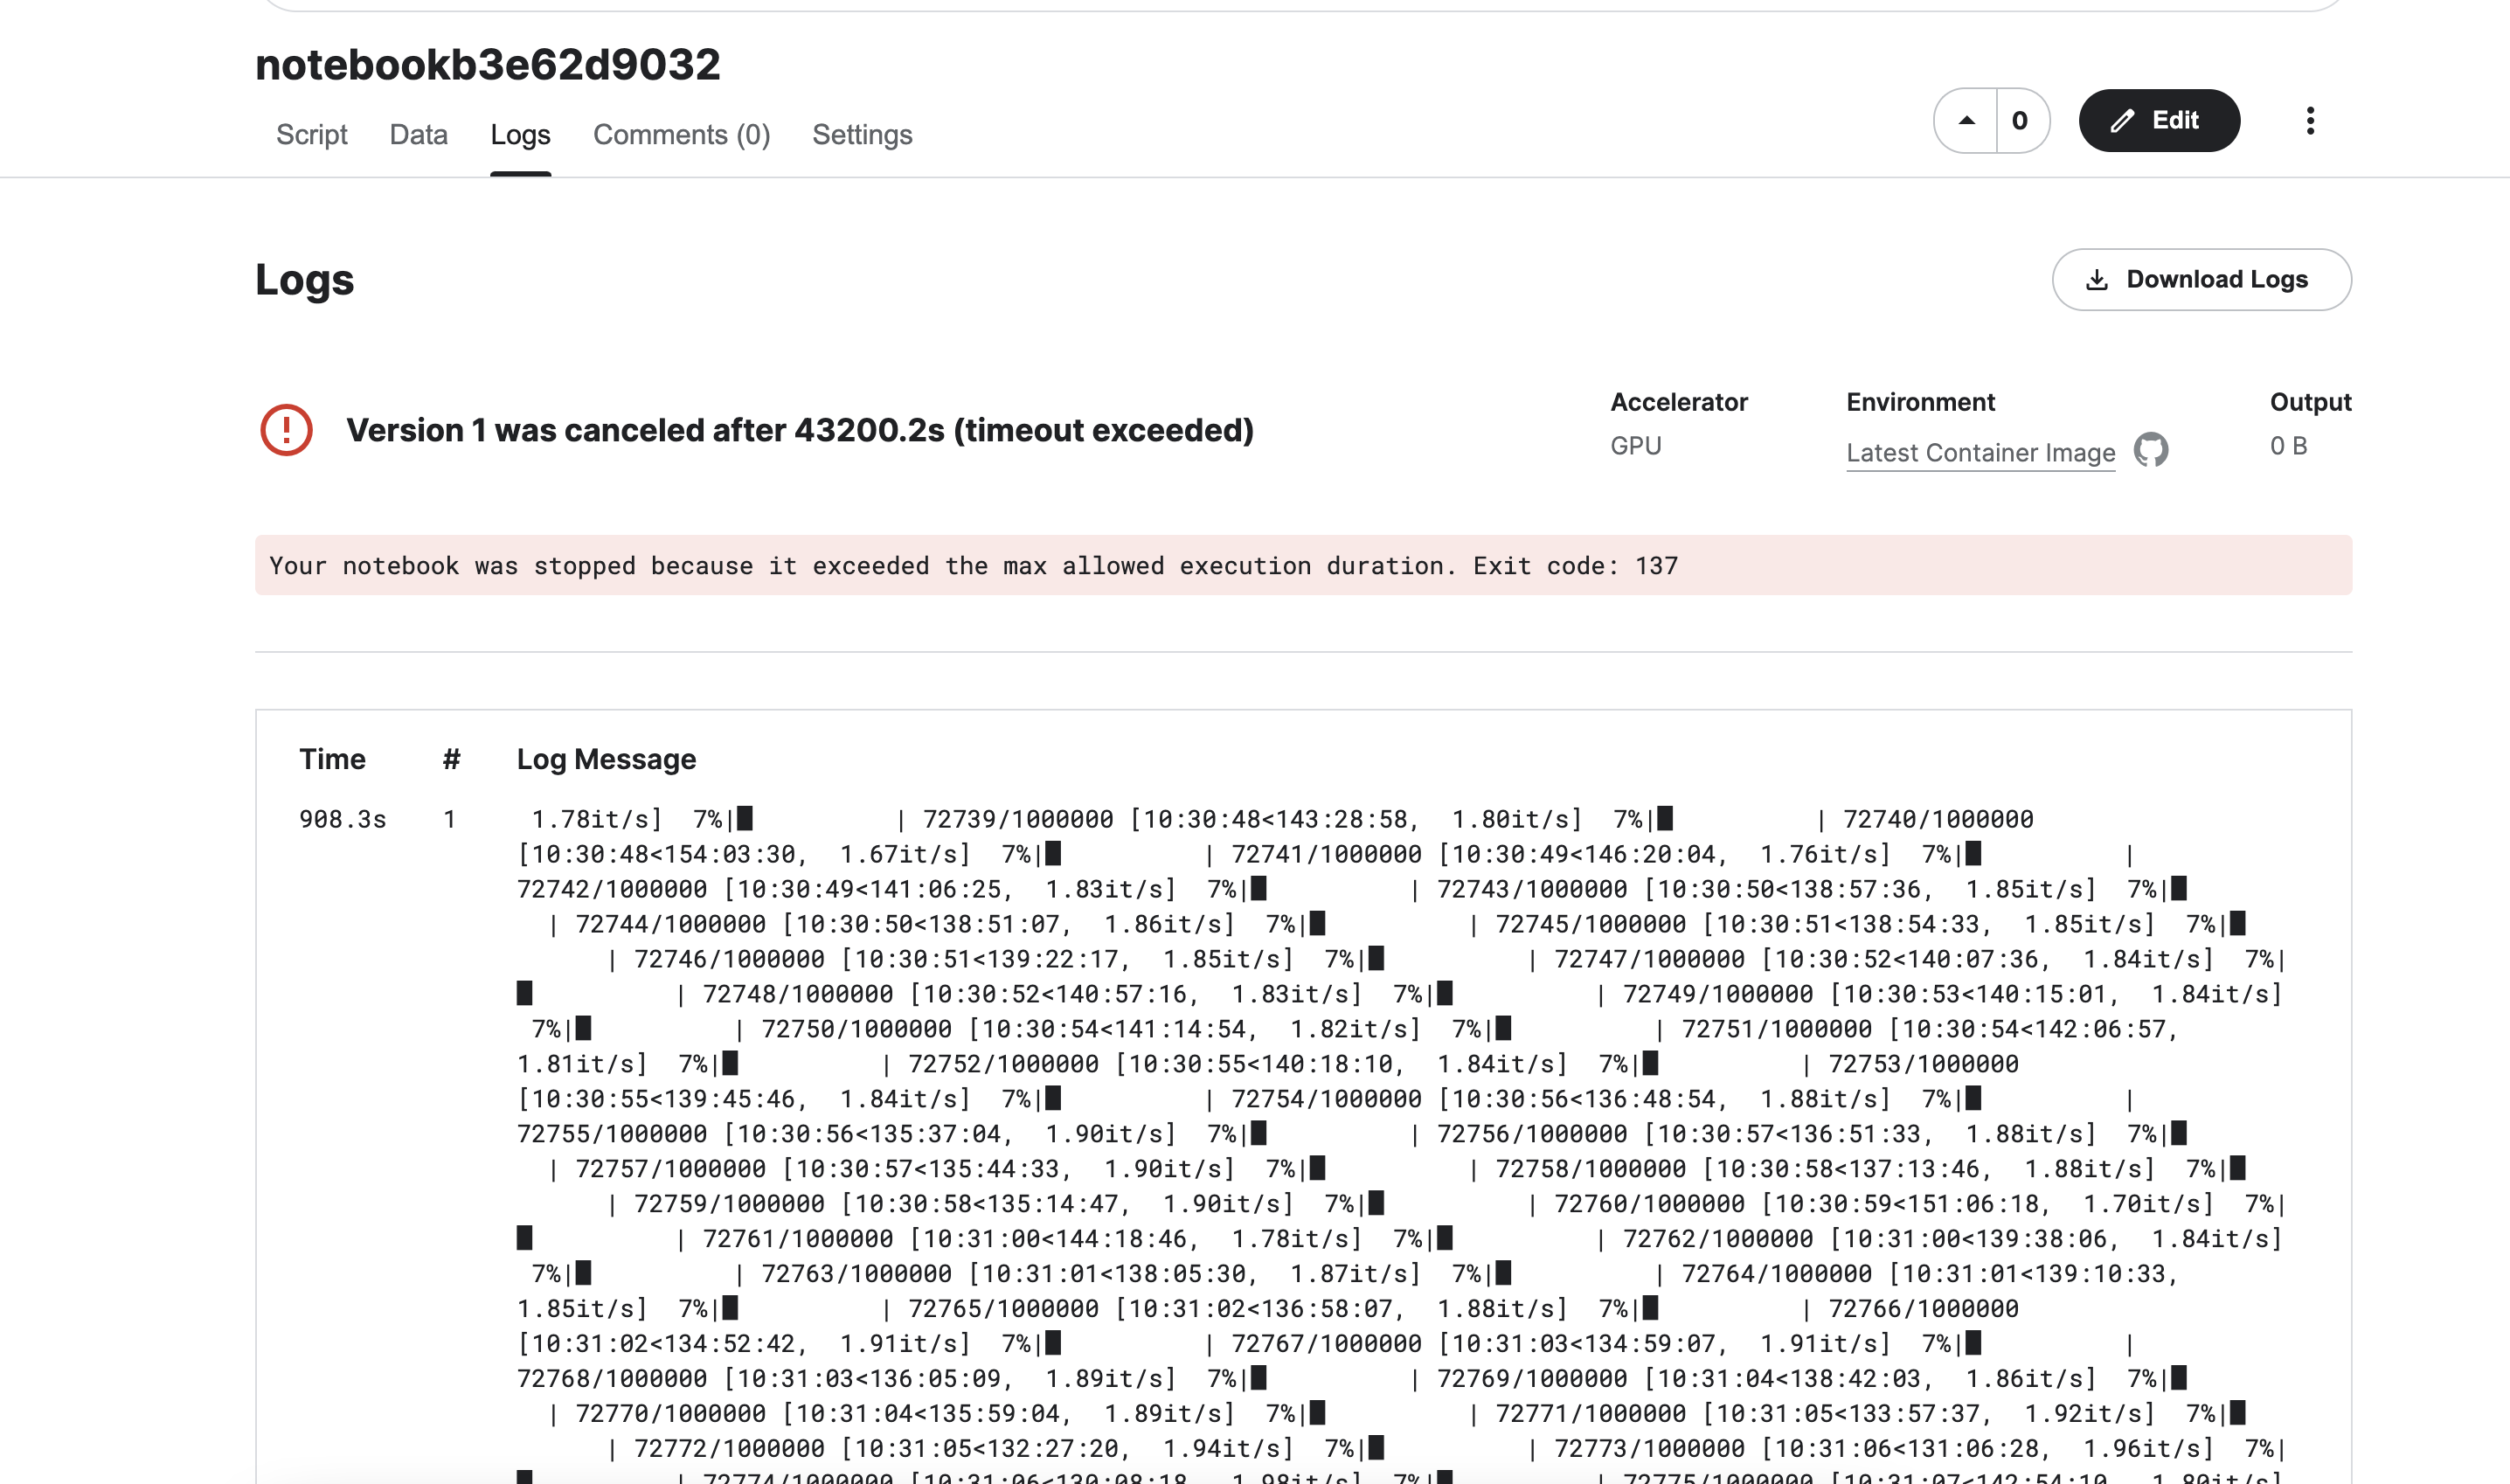 notebookb3e62d9032
Script Data Logs Comments (0) Settings
0 Edit
Logs
Download Logs
Version 1 was canceled after 43200.2s (timeout exceeded)
Accelerator
GPU
Environment
Latest Container Image
Output
0 B
Your notebook was stopped because it exceeded the max allowed execution duration. Exit code: 137
Time # Log Message
908.3s 1 1.78it/s] 7%|█ | 72739/1000000 [10:30:48<143:28:58, 1.80it/s] 7%|█ | 72740/1000000
[10:30:48<154:03:30, 1.67it/s] 7%|█ | 72741/1000000 [10:30:49<146:20:04, 1.76it/s] 7%|█ |
72742/1000000 [10:30:49<141:06:25, 1.83it/s] 7%|█ | 72743/1000000 [10:30:50<138:57:36, 1.85it/s] 7%|█
| 72744/1000000 [10:30:50<138:51:07, 1.86it/s] 7%|█ | 72745/1000000 [10:30:51<138:54:33, 1.85it/s] 7%|█
| 72746/1000000 [10:30:51<139:22:17, 1.85it/s] 7%|█ | 72747/1000000 [10:30:52<140:07:36, 1.84it/s] 7%|
█ | 72748/1000000 [10:30:52<140:57:16, 1.83it/s] 7%|█ | 72749/1000000 [10:30:53<140:15:01, 1.84it/s]
7%|█ | 72750/1000000 [10:30:54<141:14:54, 1.82it/s] 7%|█ | 72751/1000000 [10:30:54<142:06:57,
1.81it/s] 7%|█ | 72752/1000000 [10:30:55<140:18:10, 1.84it/s] 7%|█ | 72753/1000000
[10:30:55<139:45:46, 1.84it/s] 7%|█ | 72754/1000000 [10:30:56<136:48:54, 1.88it/s] 7%|█ |
72755/1000000 [10:30:56<135:37:04, 1.90it/s] 7%|█ | 72756/1000000 [10:30:57<136:51:33, 1.88it/s] 7%|█
| 72757/1000000 [10:30:57<135:44:33, 1.90it/s] 7%|█ | 72758/1000000 [10:30:58<137:13:46, 1.88it/s] 7%|█
| 72759/1000000 [10:30:58<135:14:47, 1.90it/s] 7%|█ | 72760/1000000 [10:30:59<151:06:18, 1.70it/s] 7%|
█ | 72761/1000000 [10:31:00<144:18:46, 1.78it/s] 7%|█ | 72762/1000000 [10:31:00<139:38:06, 1.84it/s]
7%|█ | 72763/1000000 [10:31:01<138:05:30, 1.87it/s] 7%|█ | 72764/1000000 [10:31:01<139:10:33,
1.85it/s] 7%|█ | 72765/1000000 [10:31:02<136:58:07, 1.88it/s] 7%|█ | 72766/1000000
[10:31:02<134:52:42, 1.91it/s] 7%|█ | 72767/1000000 [10:31:03<134:59:07, 1.91it/s] 7%|█ |
72768/1000000 [10:31:03<136:05:09, 1.89it/s] 7%|█ | 72769/1000000 [10:31:04<138:42:03, 1.86it/s] 7%|█
| 72770/1000000 [10:31:04<135:59:04, 1.89it/s] 7%|█ | 72771/1000000 [10:31:05<133:57:37, 1.92it/s] 7%|█
| 72772/1000000 [10:31:05<132:27:20, 1.94it/s] 7%|█ | 72773/1000000 [10:31:06<131:06:28, 1.96it/s] 7%|
█ | 72774/1000000 [10:31:06<130:08:18, 1.98it/s] 7%|█ | 72775/1000000 [10:31:07<142:54:10, 1.80it/s]